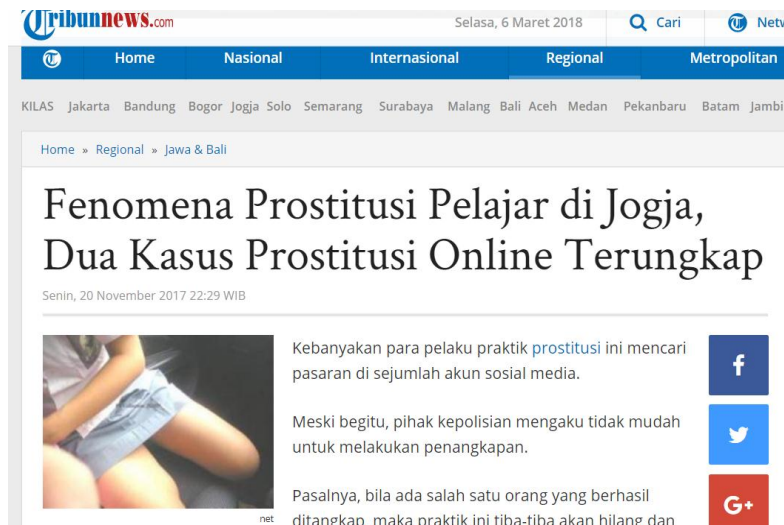 Tribunnews.com
Selasa, 6 Maret 2018
Cari
Home Nasional Internasional Regional Metropolitan
KILAS Jakarta Bandung Bogor Jogja Solo Semarang Surabaya Malang Bali Aceh Medan Pekanbaru Batam Jambi
Home » Regional » Jawa & Bali
Fenomena Prostitusi Pelajar di Jogja,
Dua Kasus Prostitusi Online Terungkap
Senin, 20 November 2017 22:29 WIB
Kebanyakan para pelaku praktik prostitusi ini mencari
pasaran di sejumlah akun sosial media.
Meski begitu, pihak kepolisian mengaku tidak mudah
untuk melakukan penangkapan.
Pasalnya, bila ada salah satu orang yang berhasil
ditangkap, maka praktik ini tiba-tiba akan hilang dan
net
f
G+